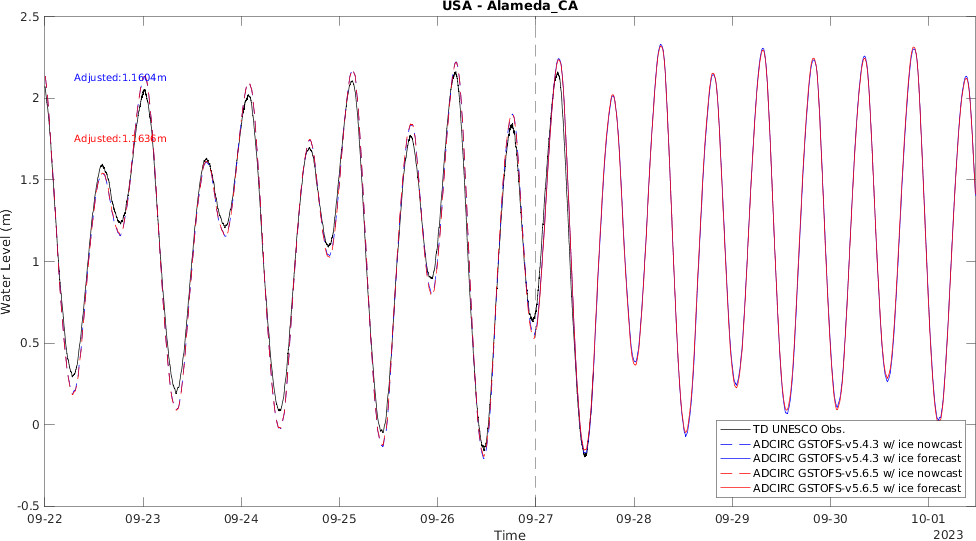 USA - Alameda_CA
2.5
2
1.5
1
0.5
0
-0.5
Water Level (m)
Adjusted:1.1604m
Adjusted:1.1636m
TD UNESCO Obs.
ADCIRC GSTOFS-v5.4.3 w/ ice nowcast
ADCIRC GSTOFS-v5.4.3 w/ ice forecast
ADCIRC GSTOFS-v5.6.5 w/ ice nowcast
ADCIRC GSTOFS-v5.6.5 w/ ice forecast
09-22 09-23 09-24 09-25 09-26 09-27 09-28 09-29 09-30 10-01
Time
2023